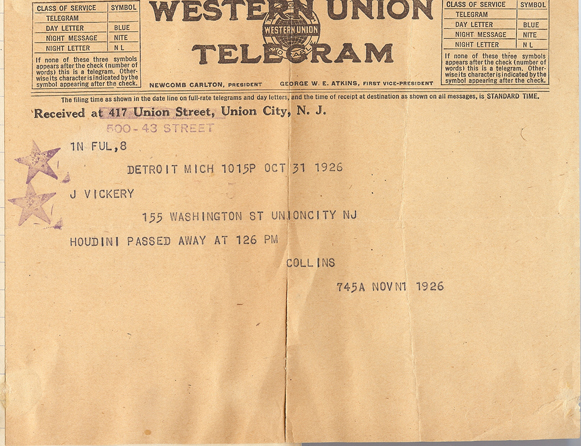 WESTERN UNION
WESTERN UNION
TELEGRAM
NEWCOMB CARLTON, PRESIDENT GEORGE W. E. ATKINS, FIRST VICE-PRESIDENT
CLASS OF SERVICE SYMBOL
TELEGRAM
DAY LETTER BLUE
NIGHT MESSAGE NITE
NIGHT LETTER N L
If none of these three symbols
appears after the check (number of
words) this is a telegram. Other-
wise its character is indicated by the
symbol appearing after the check.
CLASS OF SERVICE SYMBOL
TELEGRAM
DAY LETTER BLUE
NIGHT MESSAGE NITE
NIGHT LETTER N L
If none of these three symbols
appears after the check (number of
words) this is a telegram. Other-
wise its character is indicated by the
symbol appearing after the check.
The filing time as shown in the date line on full-rate telegrams and day letters, and the time of receipt at destination as shown on all messages, is STANDARD TIME.
Received at 417 Union Street, Union City, N. J.
500-43 STREET
1N FUL,8
DETROIT MICH 1015P OCT 31 1926
J VICKERY
155 WASHINGTON ST UNIONCITY NJ
HOUDINI PASSED AWAY AT 126 PM
COLLINS
745A NOVN1 1926